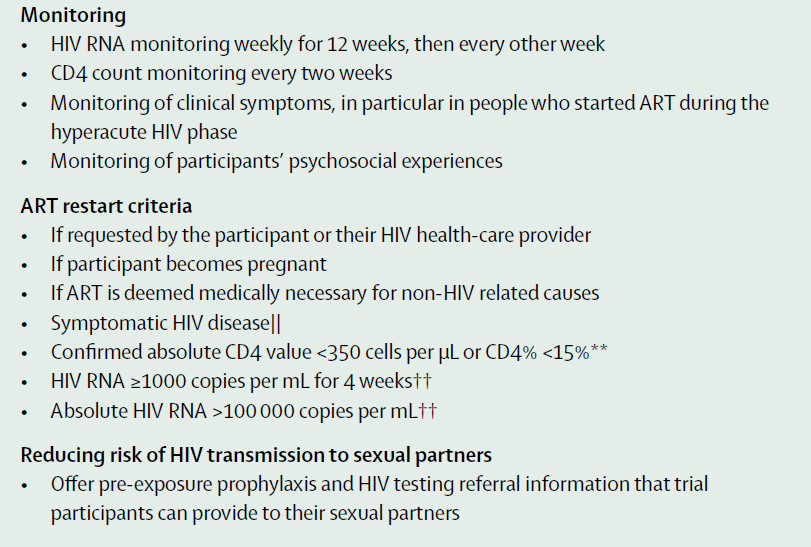 Monitoring
• HIV RNA monitoring weekly for 12 weeks, then every other week
• CD4 count monitoring every two weeks
• Monitoring of clinical symptoms, in particular in people who started ART during the
hyperacute HIV phase
• Monitoring of participants’ psychosocial experiences
ART restart criteria
• If requested by the participant or their HIV health-care provider
• If participant becomes pregnant
• If ART is deemed medically necessary for non-HIV related causes
• Symptomatic HIV disease||
• Confirmed absolute CD4 value <350 cells per µL or CD4% <15%**
• HIV RNA ≥1000 copies per mL for 4 weeks††
• Absolute HIV RNA >100 000 copies per mL††
Reducing risk of HIV transmission to sexual partners
• Offer pre-exposure prophylaxis and HIV testing referral information that trial
participants can provide to their sexual partners